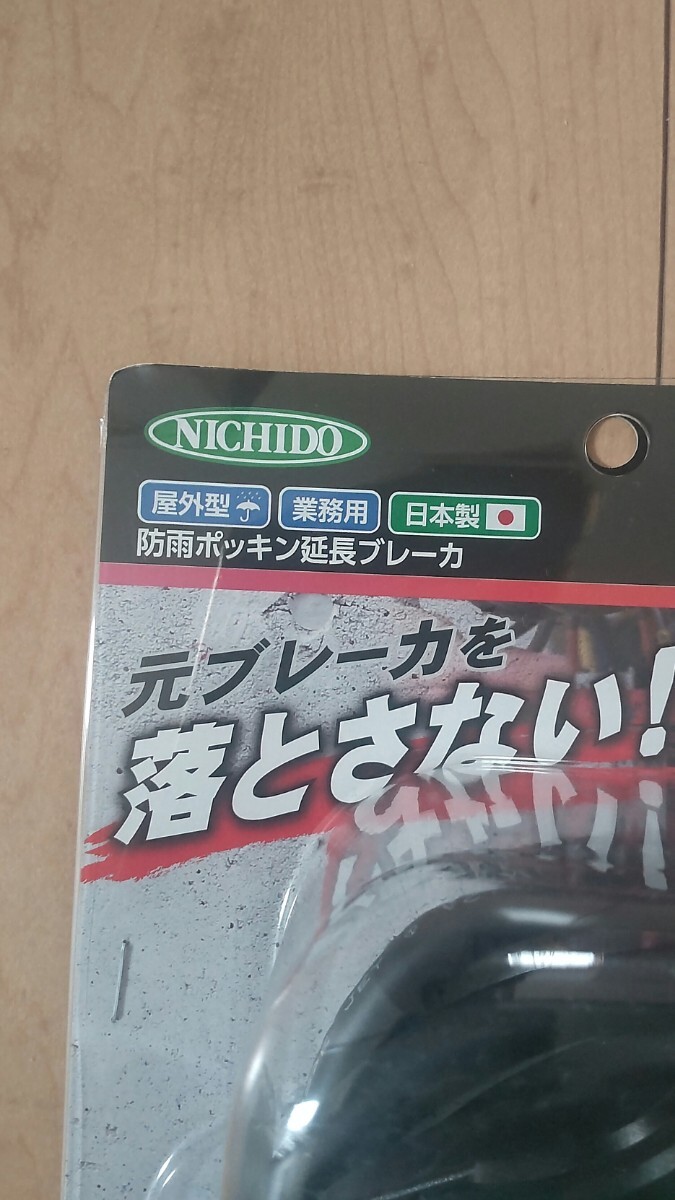 NICHIDO
屋外型 業務用 日本製
防雨ポッキン延長ブレーカ
元ブレーカを
落とさない!